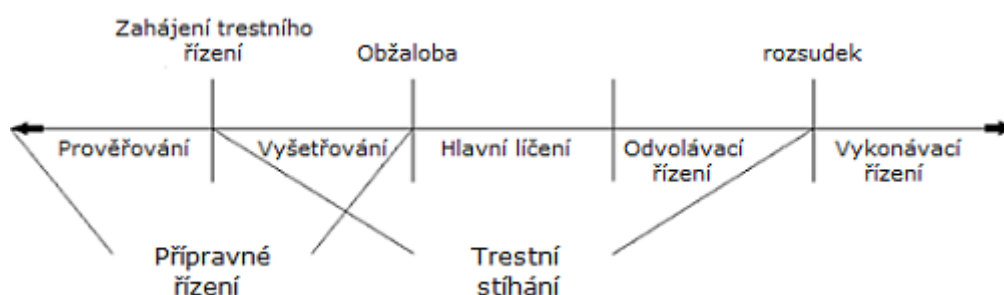 Zahájení trestního
řízení
Obžaloba
rozsudek
Prověřování
Vyšetřování
Hlavní líčení
Odvolávací
řízení
Vykonávací
řízení
Přípravné
řízení
Trestní
stíhání